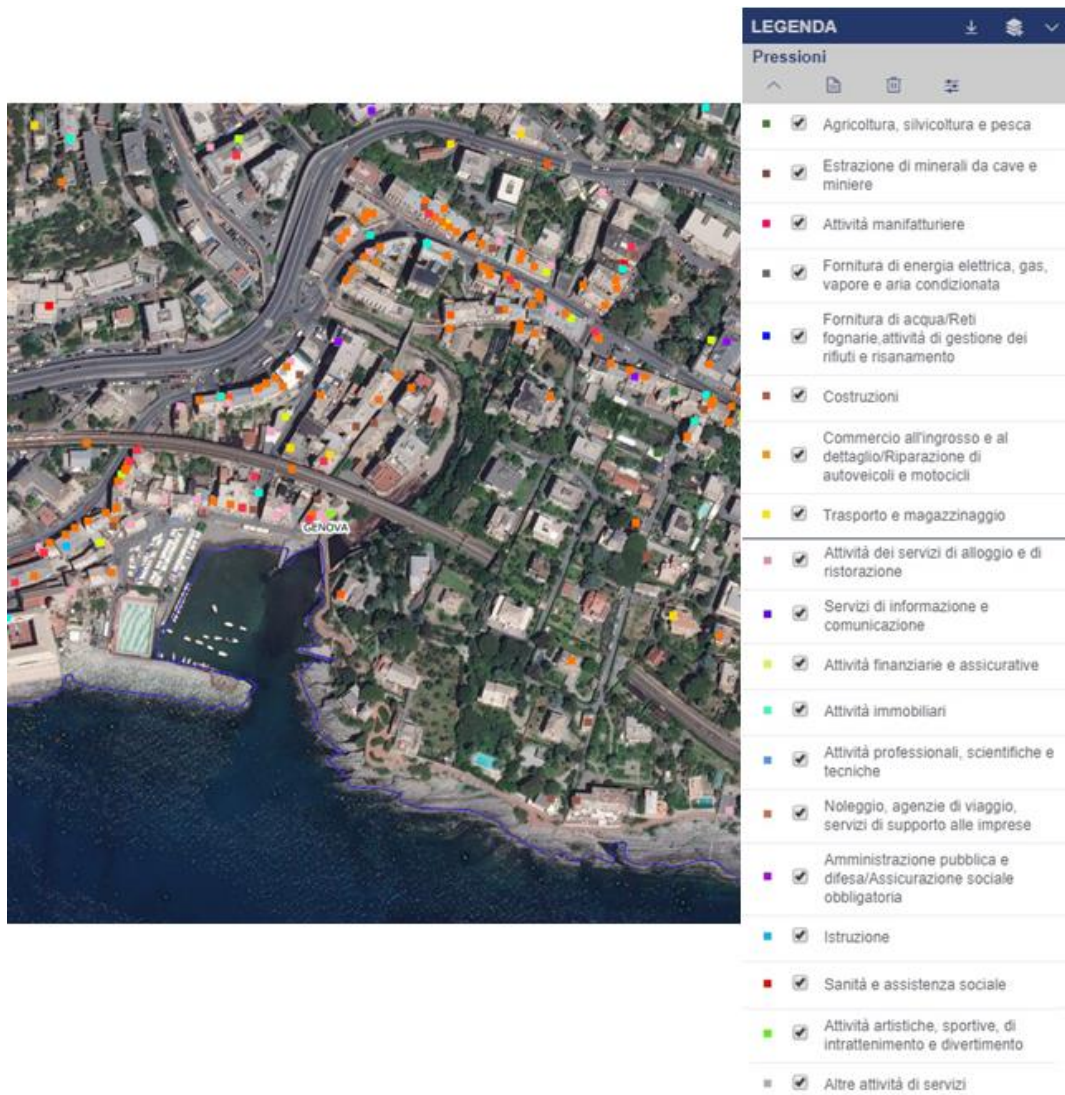 LEGENDA
Pressioni
Agricoltura, silvicoltura e pesca
Estrazione di minerali da cave e
miniere
Attività manifatturiere
Fornitura di energia elettrica, gas,
vapore e aria condizionata
Fornitura di acqua/Reti
fognarie,attività di gestione dei
rifiuti e risanamento
Costruzioni
Commercio all'ingrosso e al
dettaglio/Riparazione di
autoveicoli e motocicli
Trasporto e magazzinaggio
Attività dei servizi di alloggio e di
ristorazione
Servizi di informazione e
comunicazione
Attività finanziarie e assicurative
Attività immobiliari
Attività professionali, scientifiche e
tecniche
Noleggio, agenzie di viaggio,
servizi di supporto alle imprese
Amministrazione pubblica e
difesa/Assicurazione sociale
obbligatoria
Istruzione
Sanità e assistenza sociale
Attività artistiche, sportive, di
intrattenimento e divertimento
Altre attività di servizi
GENOVA